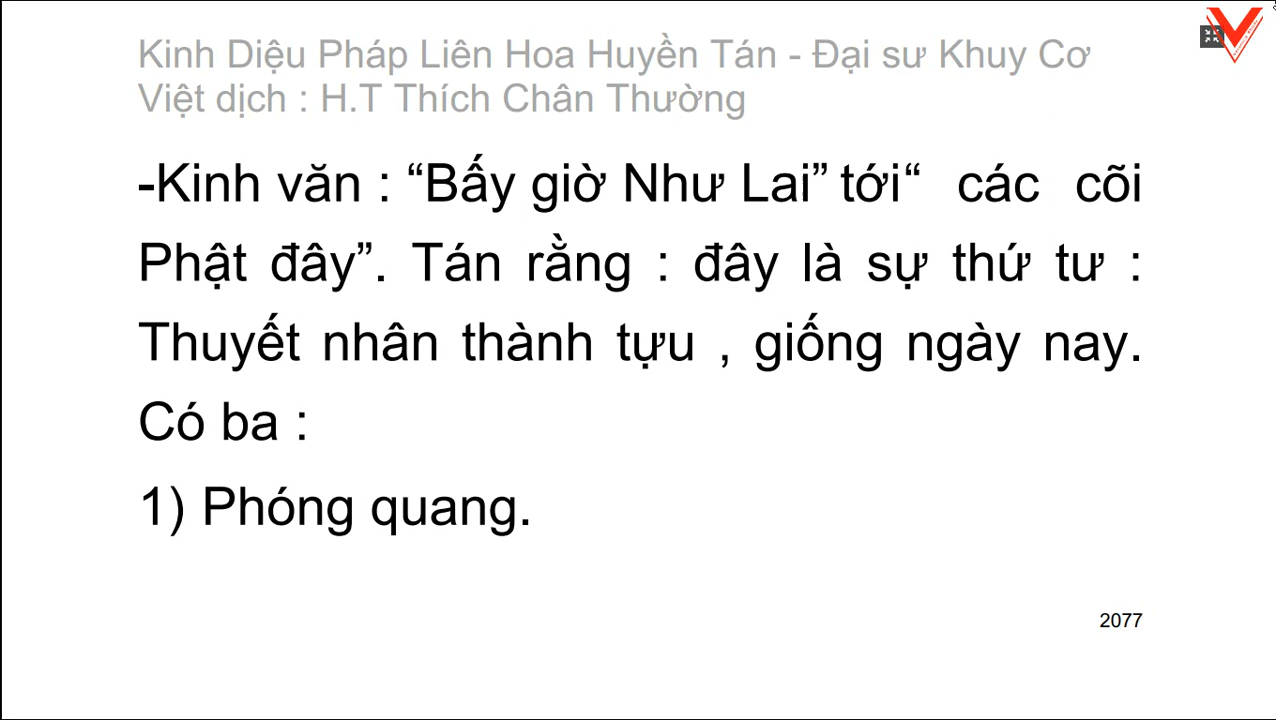 Kinh Diệu Pháp Liên Hoa Huyền Tán - Đại sư Khuy Cơ
Việt dịch : H.T Thích Chân Thường
-Kinh văn : “Bấy giờ Như Lai” tới“ các cõi
Phật đây”. Tán rằng : đây là sự thứ tư :
Thuyết nhân thành tựu , giống ngày nay.
Có ba :
1) Phóng quang.
2077